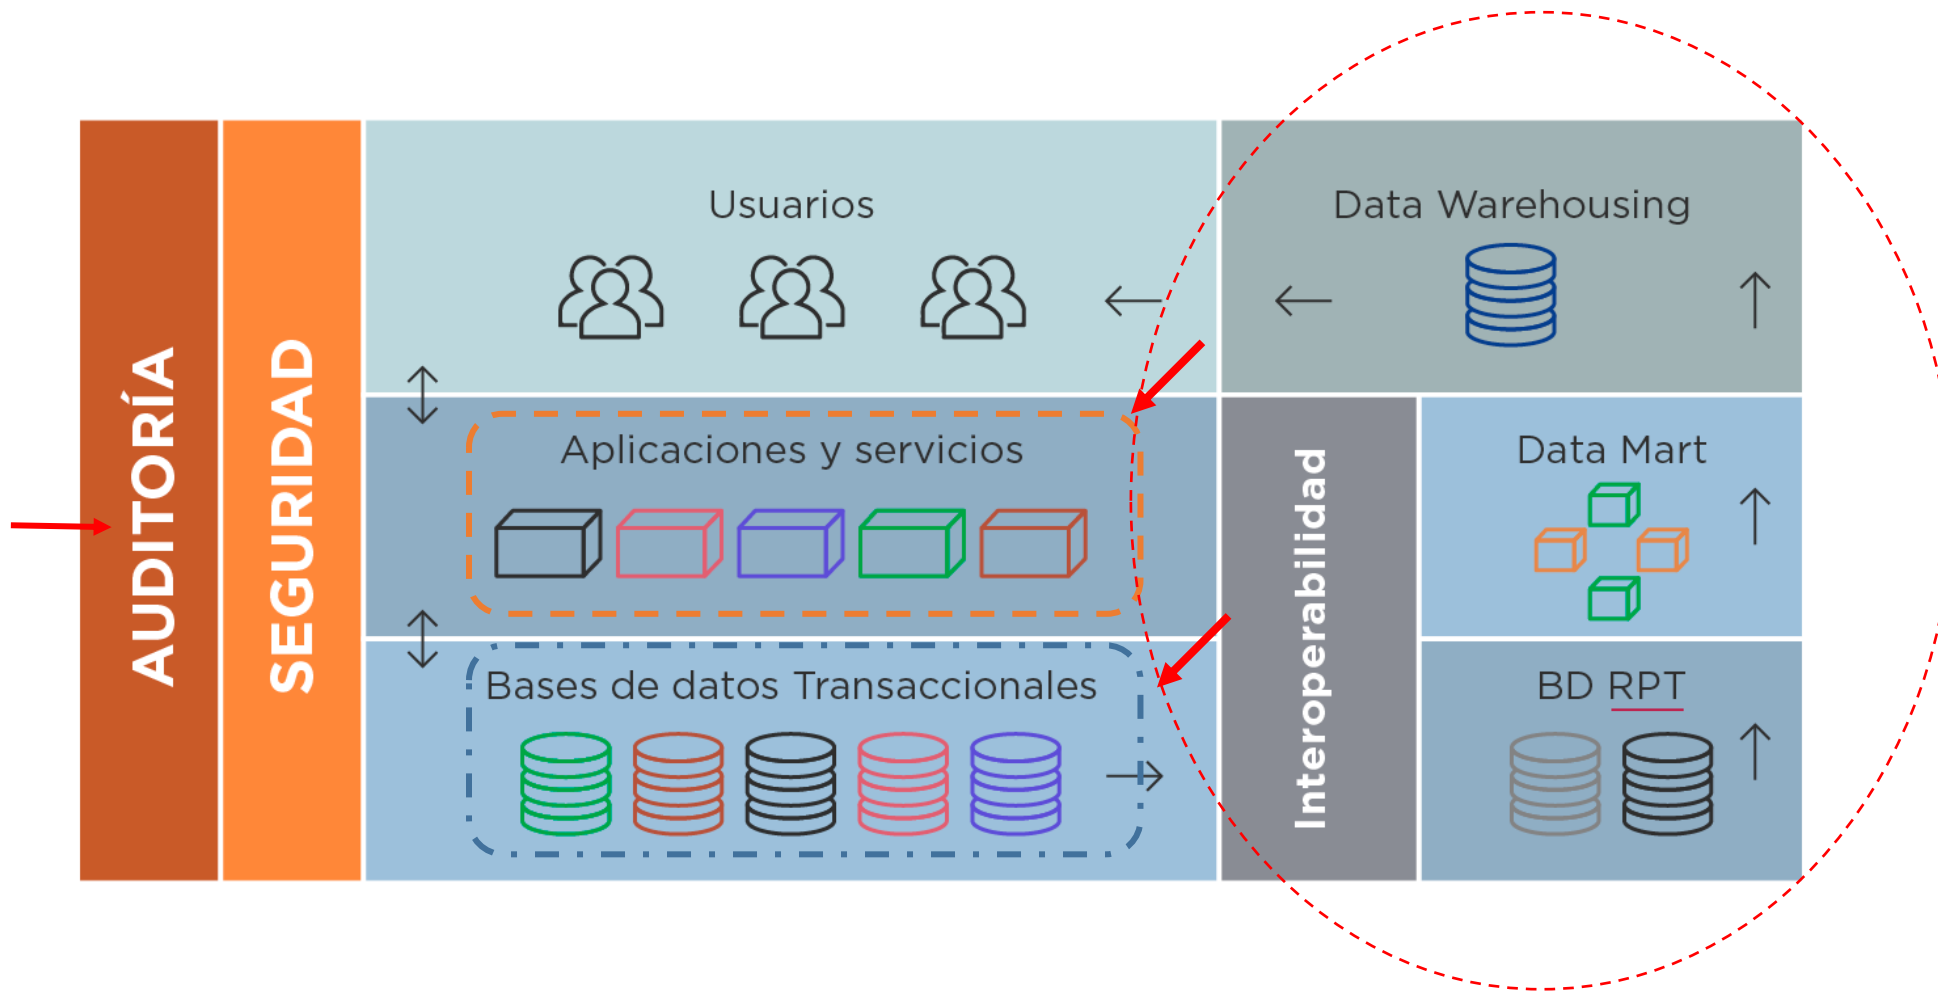 AUDITORÍA
SEGURIDAD
Usuarios
Aplicaciones y servicios
Bases de datos Transaccionales
Data Warehousing
Interoperabilidad
Data Mart
BD RPT